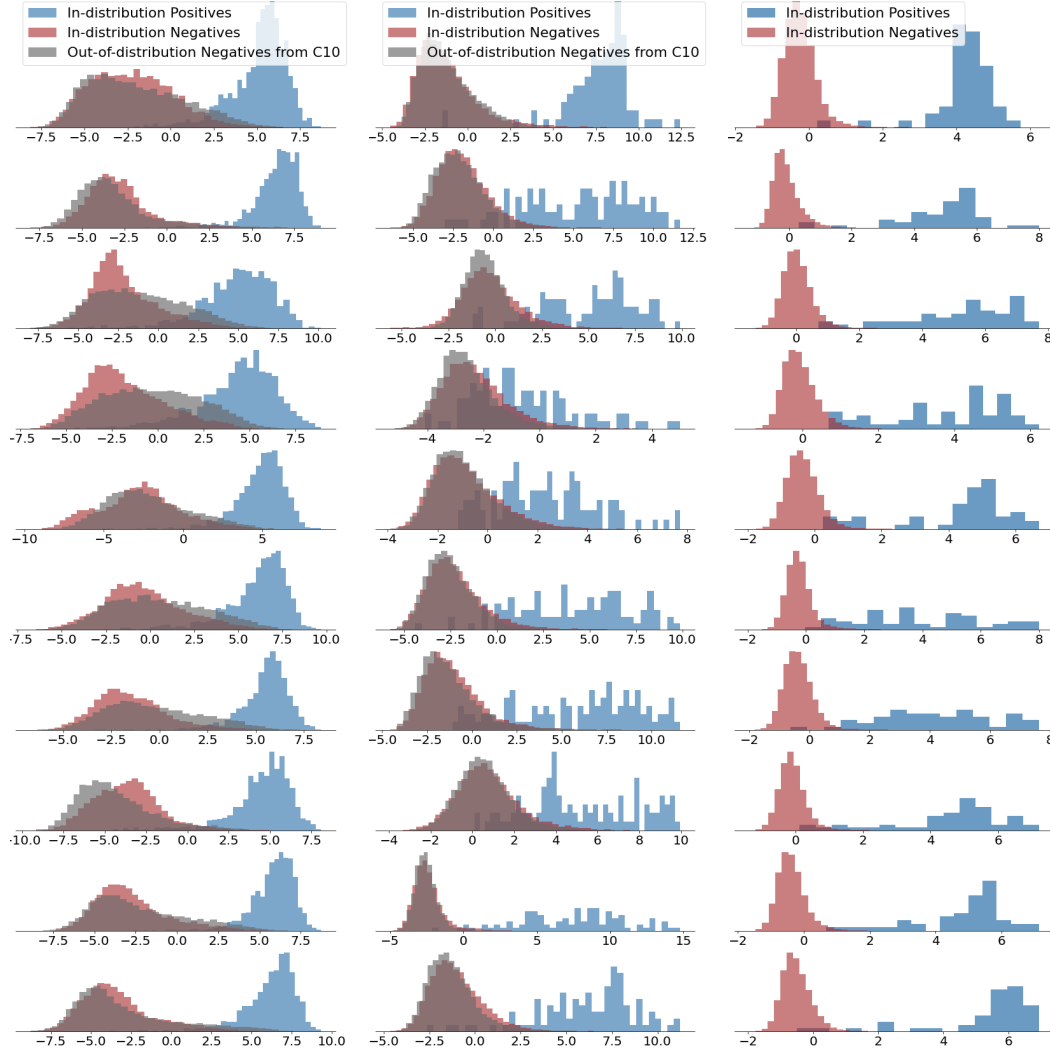 In-distribution Positives
In-distribution Negatives
Out-of-distribution Negatives from C10
In-distribution Positives
In-distribution Negatives
Out-of-distribution Negatives from C10
In-distribution Positives
In-distribution Negatives
−7.5 −5.0 −2.5 0.0 2.5 5.0 7.5
−5.0 −2.5 0.0 2.5 5.0 7.5 10.0 12.5
−2 0 2 4 6
−7.5 −5.0 −2.5 0.0 2.5 5.0 7.5
−5.0 −2.5 0.0 2.5 5.0 7.5 10.0 12.5
0 2 4 6 8
−7.5 −5.0 −2.5 0.0 2.5 5.0 7.5 10.0
−5.0 −2.5 0.0 2.5 5.0 7.5 10.0
−2 0 2 4 6 8
−7.5 −5.0 −2.5 0.0 2.5 5.0 7.5
−4 −2 0 2 4
−2 0 2 4 6
−10 −5 0 5
−4 −2 0 2 4 6 8
−2 0 2 4 6
−7.5 −5.0 −2.5 0.0 2.5 5.0 7.5 10.0
−5.0 −2.5 0.0 2.5 5.0 7.5 10.0
−2 0 2 4 6 8
−5.0 −2.5 0.0 2.5 5.0 7.5
−5.0 −2.5 0.0 2.5 5.0 7.5 10.0
−2 0 2 4 6 8
−10.0 −7.5 −5.0 −2.5 0.0 2.5 5.0 7.5
−4 −2 0 2 4 6 8 10
−2 0 2 4 6
−7.5 −5.0 −2.5 0.0 2.5 5.0 7.5
−5 0 5 10 15
−2 0 2 4 6
−7.5 −5.0 −2.5 0.0 2.5 5.0 7.5 10.0
−2.5 0.0 2.5 5.0 7.5 10.0
−2 0 2 4 6